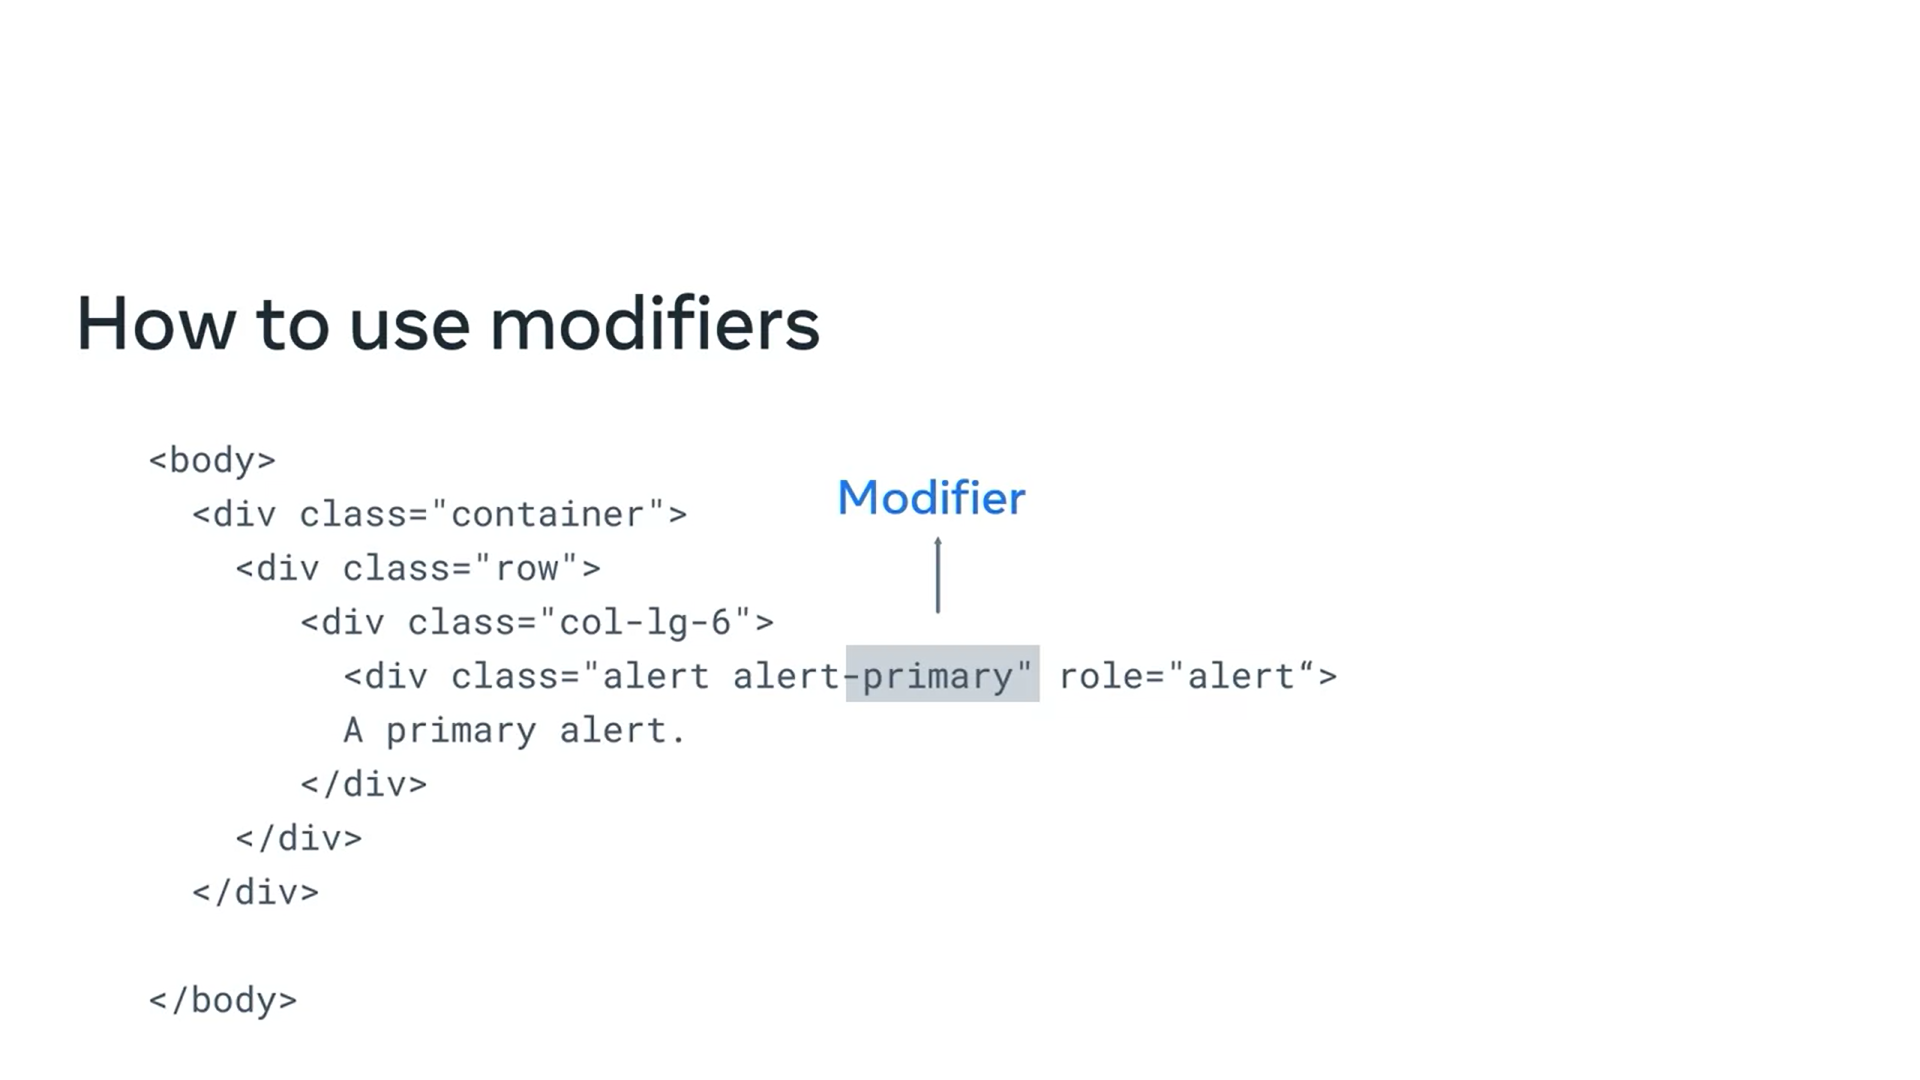 How to use modifiers
<body>
Modifier
<div class="container">
<div class="row">
<div class="col-lg-6">
<div class="alert alert-primary" role="alert“>
A primary alert.
</div>
</div>
</div>
</body>